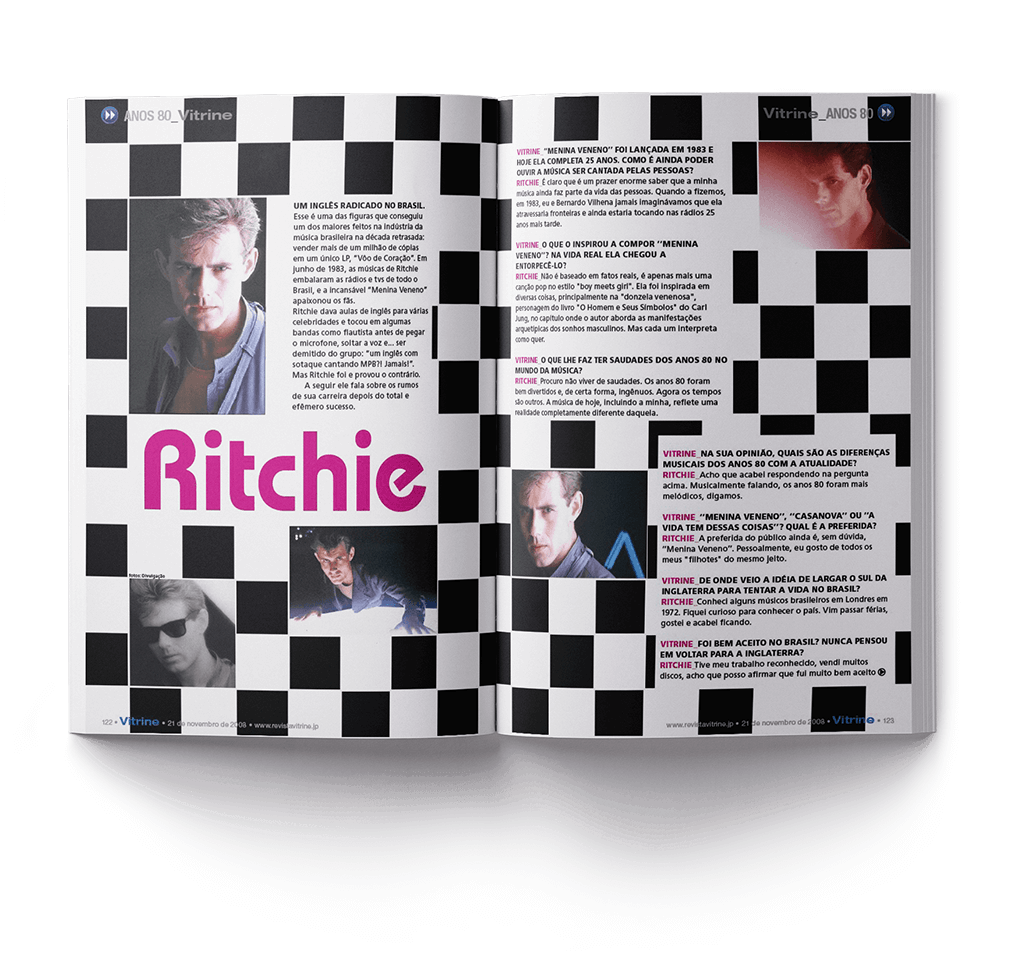 ANOS 80_Vitrine
UM INGLÊS RADICADO NO BRASIL.
Esse é uma das figuras que conseguiu
um dos maiores feitos na indústria da
música brasileira na década retrasada:
vender mais de um milhão de cópias
em um único LP, "Vôo de Coração". Em
junho de 1983, as músicas de Ritchie
embalaram as rádios e tvs de todo o
Brasil, e a incansável "Menina Veneno"
apaixonou os fãs.
Ritchie dava aulas de inglês para várias
celebridades e tocou em algumas
bandas como flautista antes de pegar
o microfone, soltar a voz e... ser
demitido do grupo: "um inglês com
sotaque cantando MPB?! Jamais!".
Mas Ritchie foi e provou o contrário.
A seguir ele fala sobre os rumos
de sua carreira depois do total e
efêmero sucesso.
Ritchie
fotos: Divulgação
122 • Vitrine • 21 de novembro de 2008 • www.revistavitrine.jp
Vitrine_ANOS 80
VITRINE_"MENINA VENENO" FOI LANÇADA EM 1983 E
HOJE ELA COMPLETA 25 ANOS. COMO É AINDA PODER
OUVIR A MÚSICA SER CANTADA PELAS PESSOAS?
RITCHIE_É claro que é um prazer enorme saber que a minha
música ainda faz parte da vida das pessoas. Quando a fizemos,
em 1983, eu e Bernardo Vilhena jamais imaginávamos que ela
atravessaria fronteiras e ainda estaria tocando nas rádios 25
anos mais tarde.
VITRINE_O QUE O INSPIROU A COMPOR "MENINA
VENENO"? NA VIDA REAL ELA CHEGOU A
ENTORPECÊ-LO?
RITCHIE_Não é baseado em fatos reais, é apenas mais uma
canção pop no estilo "boy meets girl". Ela foi inspirada em
diversas coisas, principalmente na "donzela venenosa",
personagem do livro "O Homem e Seus Símbolos" do Carl
Jung, no capítulo onde o autor aborda as manifestações
arquetípicas dos sonhos masculinos. Mas cada um interpreta
como quer.
VITRINE_O QUE LHE FAZ TER SAUDADES DOS ANOS 80 NO
MUNDO DA MÚSICA?
RITCHIE_Procuro não viver de saudades. Os anos 80 foram
bem divertidos e, de certa forma, ingênuos. Agora os tempos
são outros. A música de hoje, incluindo a minha, reflete uma
realidade completamente diferente daquela.
VITRINE_NA SUA OPINIÃO, QUAIS SÃO AS DIFERENÇAS
MUSICAIS DOS ANOS 80 COM A ATUALIDADE?
RITCHIE_Acho que acabei respondendo na pergunta
acima. Musicalmente falando, os anos 80 foram mais
melódicos, digamos.
VITRINE_"MENINA VENENO", "CASANOVA" OU "A
VIDA TEM DESSAS COISAS"? QUAL É A PREFERIDA?
RITCHIE_A preferida do público ainda é, sem dúvida,
"Menina Veneno". Pessoalmente, eu gosto de todos os
meus "filhotes" do mesmo jeito.
VITRINE_DE ONDE VEIO A IDÉIA DE LARGAR O SUL DA
INGLATERRA PARA TENTAR A VIDA NO BRASIL?
RITCHIE_Conheci alguns músicos brasileiros em Londres em
1972. Fiquei curioso para conhecer o país. Vim passar férias,
gostei e acabei ficando.
VITRINE_FOI BEM ACEITO NO BRASIL? NUNCA PENSOU
EM VOLTAR PARA A INGLATERRA?
RITCHIE_Tive meu trabalho reconhecido, vendi muitos
discos, acho que posso afirmar que fui muito bem aceito
www.revistavitrine.jp • 21 de novembro de 2008 • Vitrine • 123